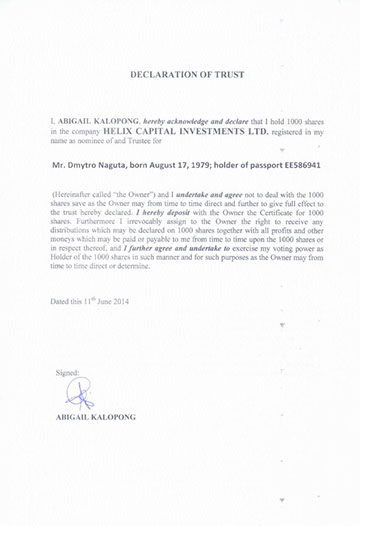 DECLARATION OF TRUST
I, ABIGAIL KALOPONG, hereby acknowledge and declare that I hold 1000 shares
in the company HELIX CAPITAL INVESTMENTS LTD. registered in my
name as nominee of and Trustee for
Mr. Dmytro Naguta, born August 17, 1979; holder of passport EE586941
(Hereinafter called "the Owner") and I undertake and agree not to deal with the 1000
shares save as the Owner may from time to time direct and further to give full effect to
the trust hereby declared. I hereby deposit with the Owner the Certificate for 1000
shares. Furthermore I irrevocably assign to the Owner the right to receive any
distributions which may be declared on 1000 shares together with all profits and other
moneys which may be paid or payable to me from time to time upon the 1000 shares or
in respect thereof, and I further agree and undertake to exercise my voting power as
Holder of the 1000 shares in such manner and for such purposes as the Owner may from
time to time direct or determine.
Dated this 11th June 2014
Signed:
ABIGAIL KALOPONG